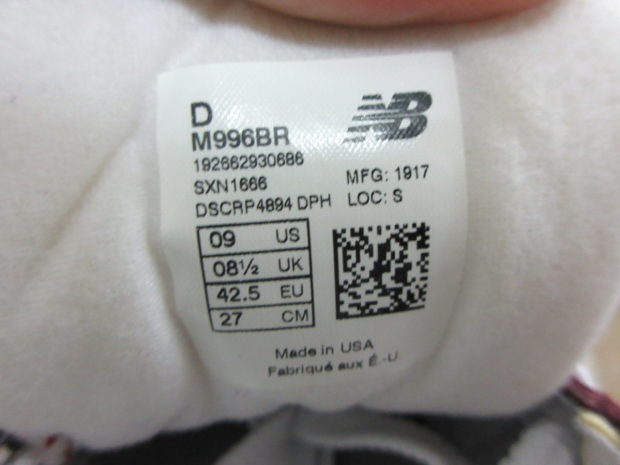 D
NB
M996BR
192662930686
SXN1666
MFG: 1917
DSCRP4894 DPH
LOC: S
09 US
08½ UK
42.5 EU
27 CM
Made in USA
Fabriqué aux É.-U.